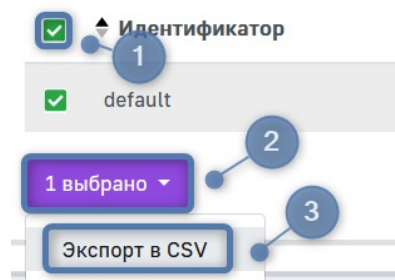 Идентификатор
1
default
2
1 выбрано
3
Экспорт в CSV